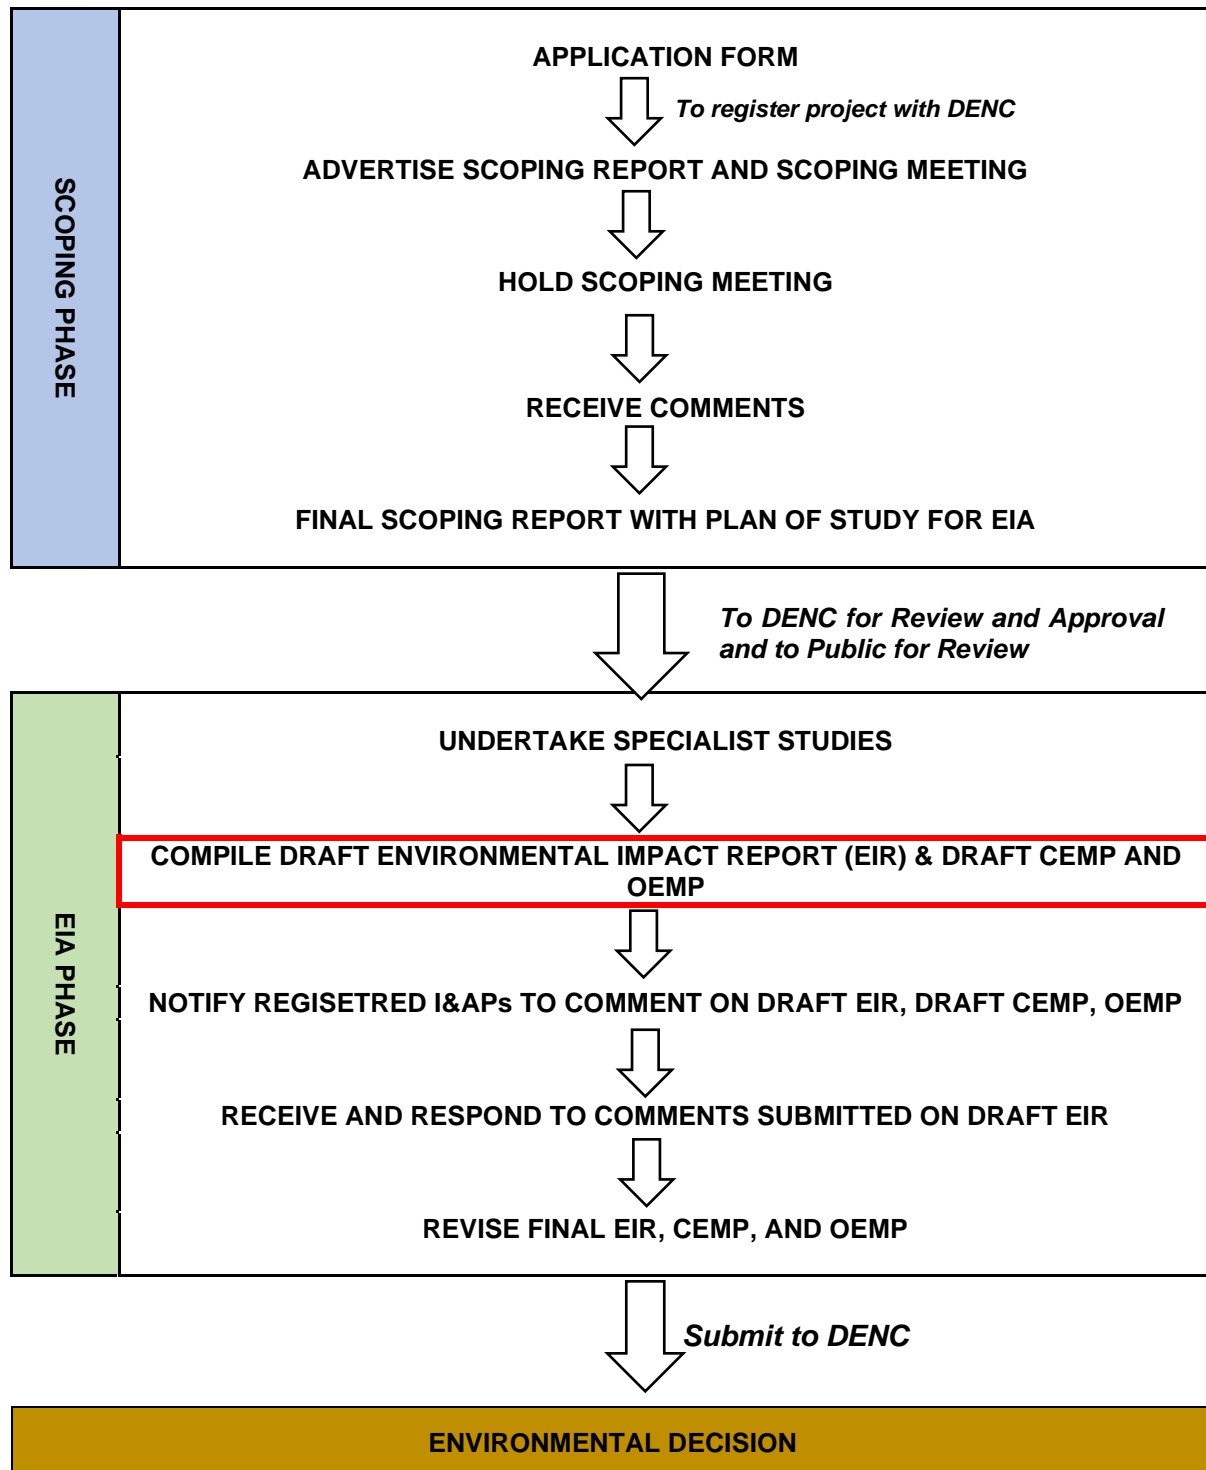 SCOPING PHASE
APPLICATION FORM
To register project with DENC
ADVERTISE SCOPING REPORT AND SCOPING MEETING
HOLD SCOPING MEETING
RECEIVE COMMENTS
FINAL SCOPING REPORT WITH PLAN OF STUDY FOR EIA
To DENC for Review and Approval
and to Public for Review
EIA PHASE
UNDERTAKE SPECIALIST STUDIES
COMPILE DRAFT ENVIRONMENTAL IMPACT REPORT (EIR) & DRAFT CEMP AND
OEMP
NOTIFY REGISETRED I&APs TO COMMENT ON DRAFT EIR, DRAFT CEMP, OEMP
RECEIVE AND RESPOND TO COMMENTS SUBMITTED ON DRAFT EIR
REVISE FINAL EIR, CEMP, AND OEMP
Submit to DENC
ENVIRONMENTAL DECISION